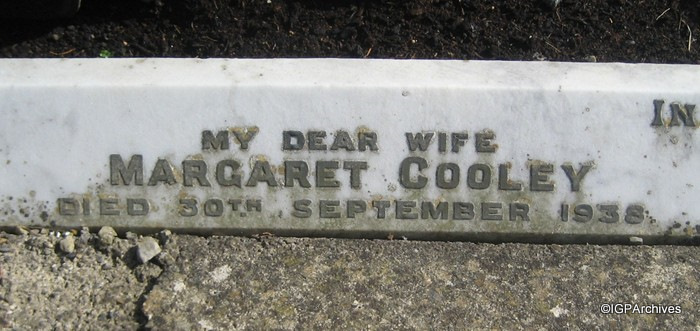 MY DEAR WIFE
MARGARET COOLEY
DIED 30TH SEPTEMBER 1938
IN
©IGPArchives